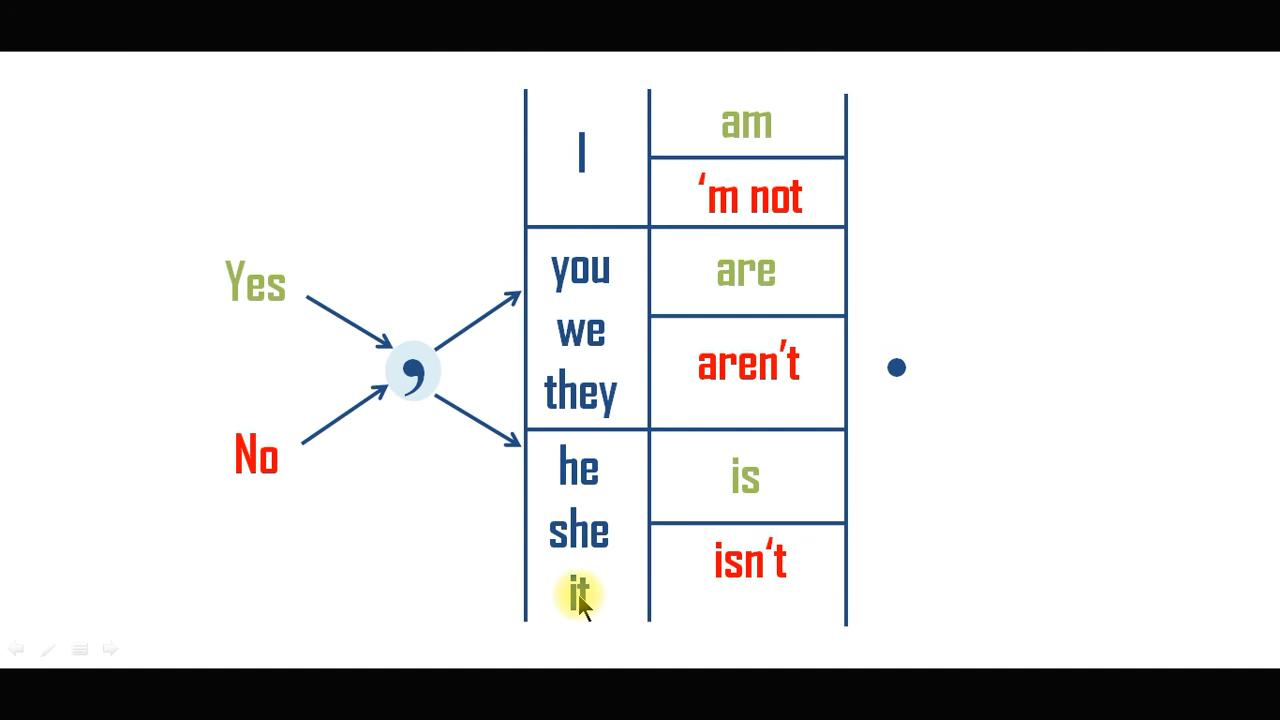 Yes
No
,
I
am
‘m not
you
we
they
are
aren’t
he
she
it
is
isn‘t
.